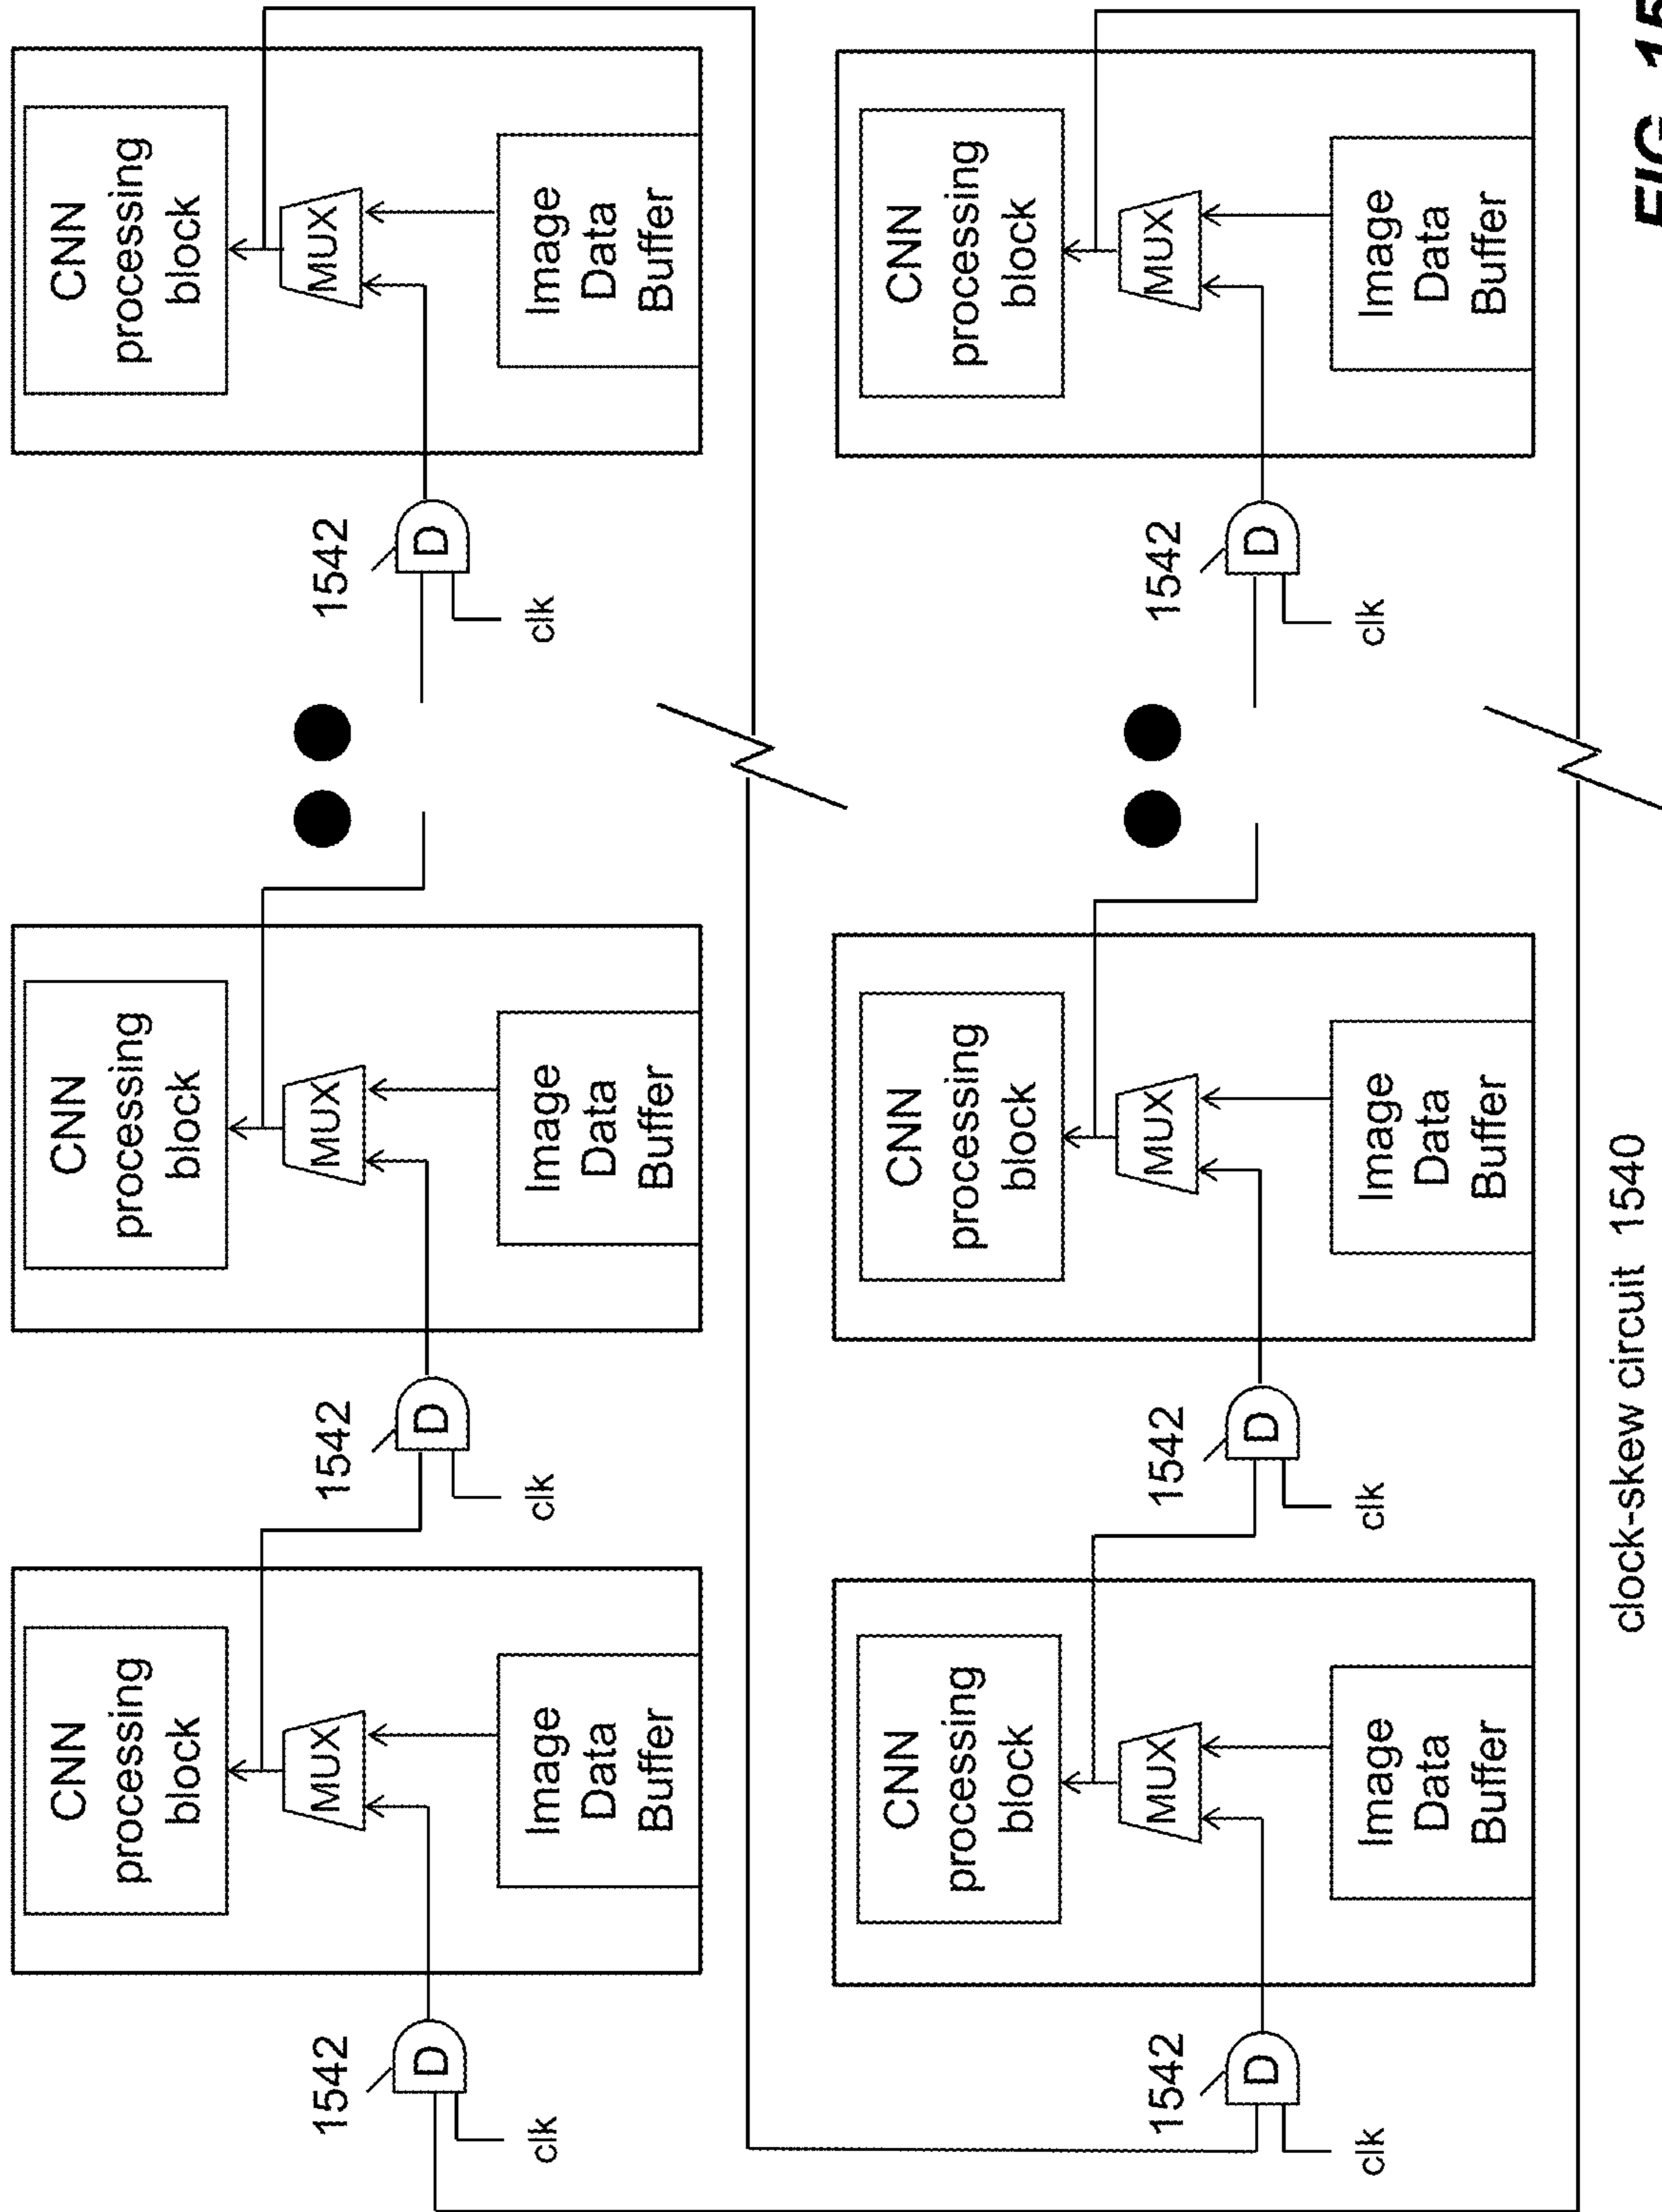 1542
D
clk
CNN
processing
block
MUX
Image
Data
Buffer
1542
D
clk
CNN
processing
block
MUX
Image
Data
Buffer
1542
D
clk
CNN
processing
block
MUX
Image
Data
Buffer
1542
D
clk
CNN
processing
block
MUX
Image
Data
Buffer
1542
D
clk
CNN
processing
block
MUX
Image
Data
Buffer
1542
D
clk
CNN
processing
block
MUX
Image
Data
Buffer
clock-skew circuit 1540
FIG. 15